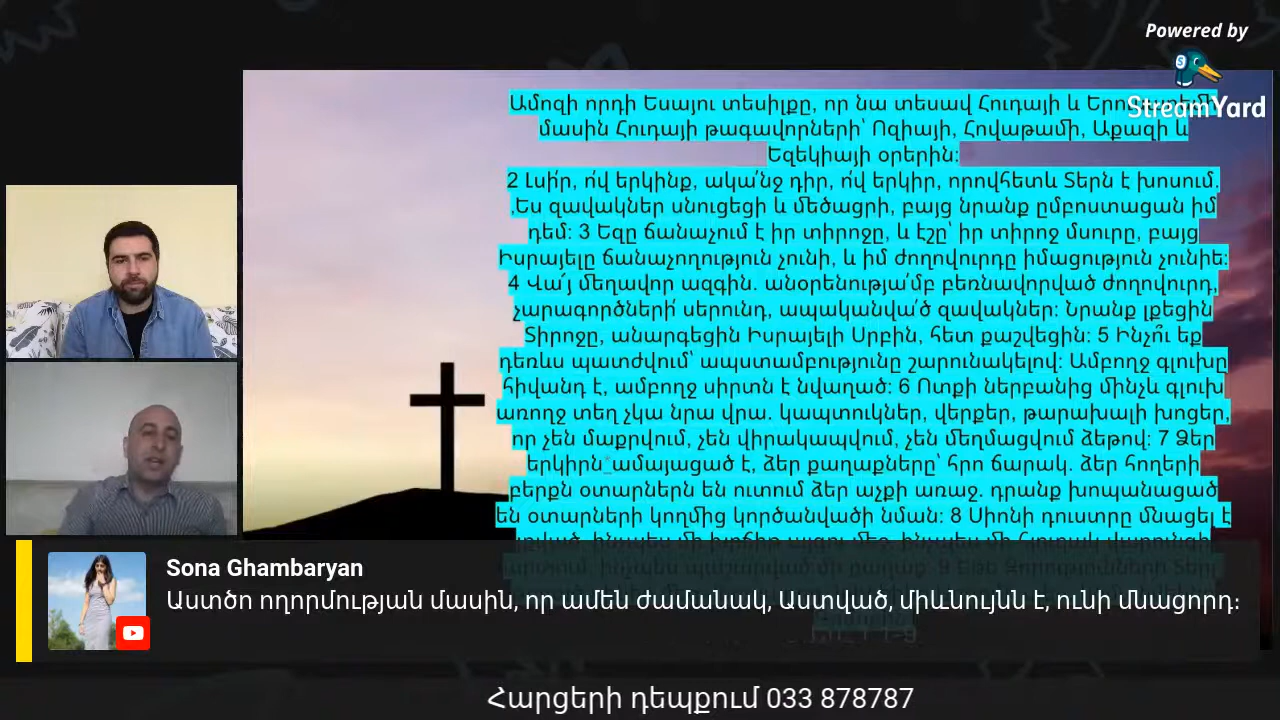 Powered by
StreamYard
Ամոզի որդի Եսայու տեսիլքը, որ նա տեսավ Հուդայի և
մասին Հուդայի թագավորների՝ Ոզիայի, Հովաթամի, Աքազի և
Եզեկիայի օրերին։
2 Լսի՛ր, ո՛վ երկինք, ակա՛նջ դիր, ո՛վ երկիր, որովհետև Տերն է խոսում.
,Ես զավակներ սնուցեցի և մեծացրի, բայց նրանք ըմբոստացան իմ
դեմ։ 3 Եզը ճանաչում է իր տիրոջը, և էշը՝ իր տիրոջ մսուրը, բայց
Իսրայելը ճանաչողություն չունի, և իմ ժողովուրդը իմացություն չունիե։
4 Վա՜յ մեղավոր ազգին. անօրենությա՛մբ բեռնավորված ժողովուրդ,
չարագործների՛ սերունդ, ապականվա՛ծ զավակներ։ Նրանք լքեցին
Տիրոջը, անարգեցին Իսրայելի Սրբին, հետ քաշվեցին։ 5 Ինչո՞ւ եք
դեռևս պատժվում՝ ապստամբությունը շարունակելով։ Ամբողջ գլուխը
հիվանդ է, ամբողջ սիրտն է նվաղած։ 6 Ոտքի ներբանից մինչև գլուխ
առողջ տեղ չկա նրա վրա. կապտուկներ, վերքեր, թարախալի խոցեր,
որ չեն մաքրվում, չեն վիրակապվում, չեն մեղմացվում ձեթով։ 7 Ձեր
երկիրն ամայացած է, ձեր քաղաքները՝ հրո ճարակ. ձեր հողերի
բերքն օտարներն են ուտում ձեր աչքի առաջ. դրանք խոպանացած
են օտարների կողմից կործանվածի նման։ 8 Սիոնի դուստրը մնացել է
Sona Ghambaryan
Աստծո ողորմության մասին, որ ամեն ժամանակ, Աստված, միևնույնն է, ունի մնացորդ։
Հարցերի դեպքում 033 878787